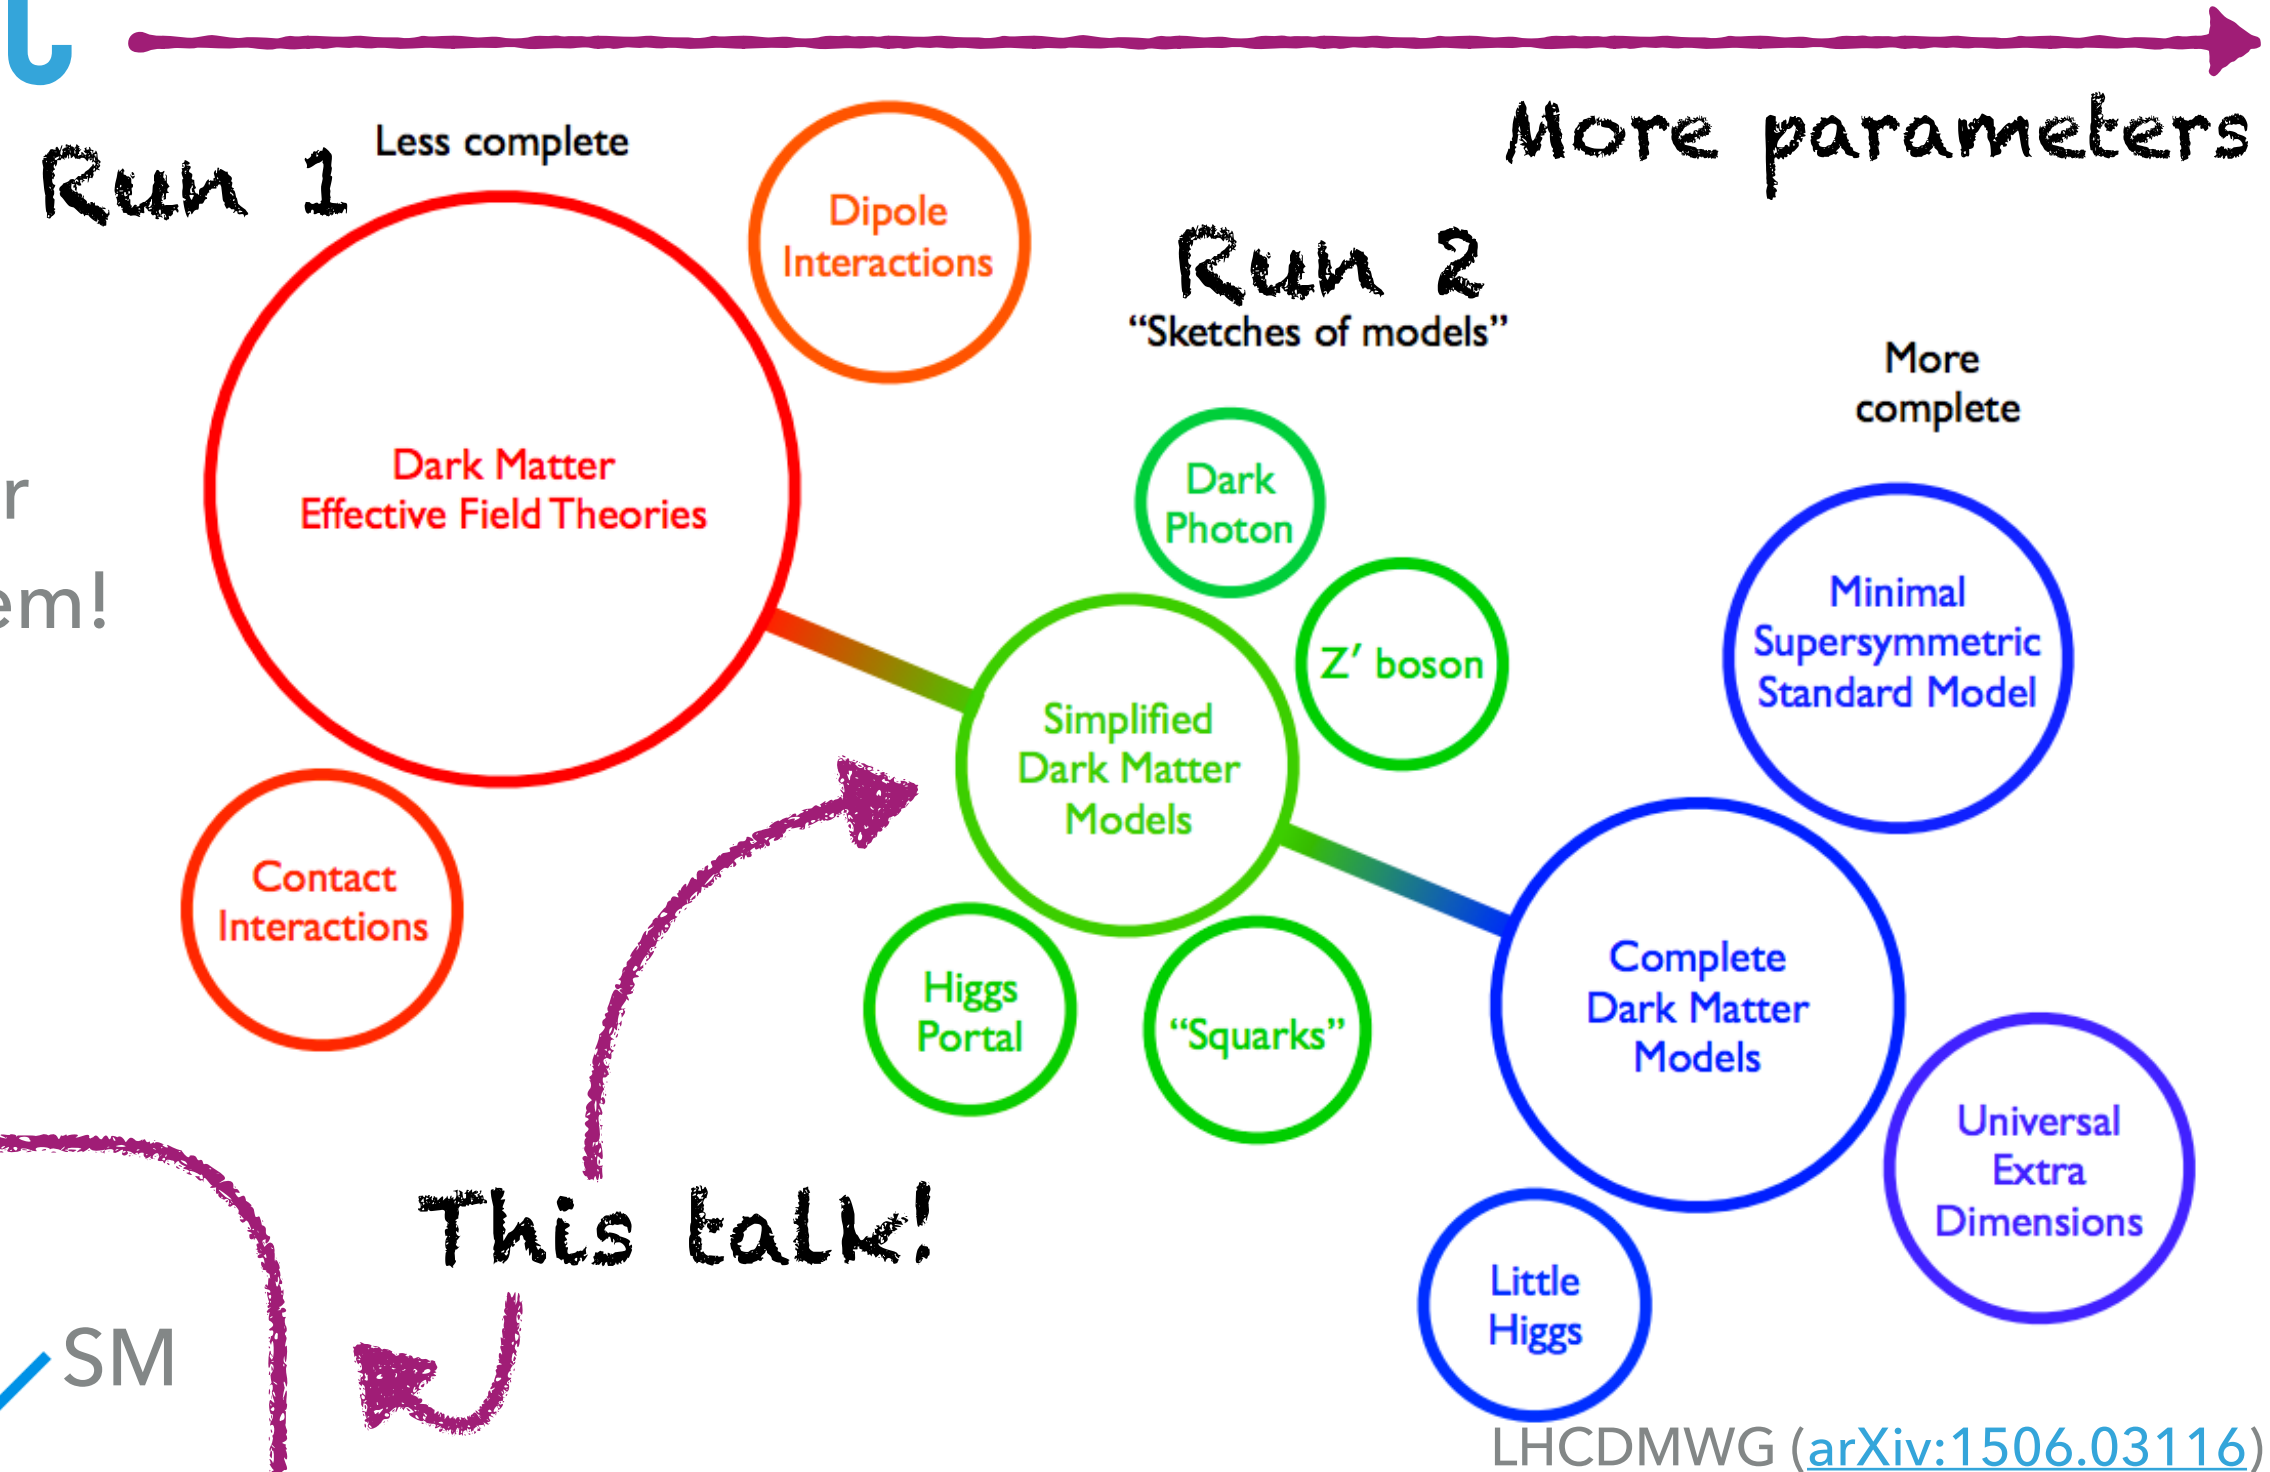 More parameters
Run 1
Less complete
Dipole
Interactions
Run 2
“Sketches of models”
More
complete
Dark Matter
Effective Field Theories
r
em!
Dark
Photon
Z′ boson
Minimal
Supersymmetric
Standard Model
Simplified
Dark Matter
Models
Contact
Interactions
Higgs
Portal
“Squarks”
Complete
Dark Matter
Models
Universal
Extra
Dimensions
This talk!
Little
Higgs
SM
LHCDMWG (arXiv:1506.03116)